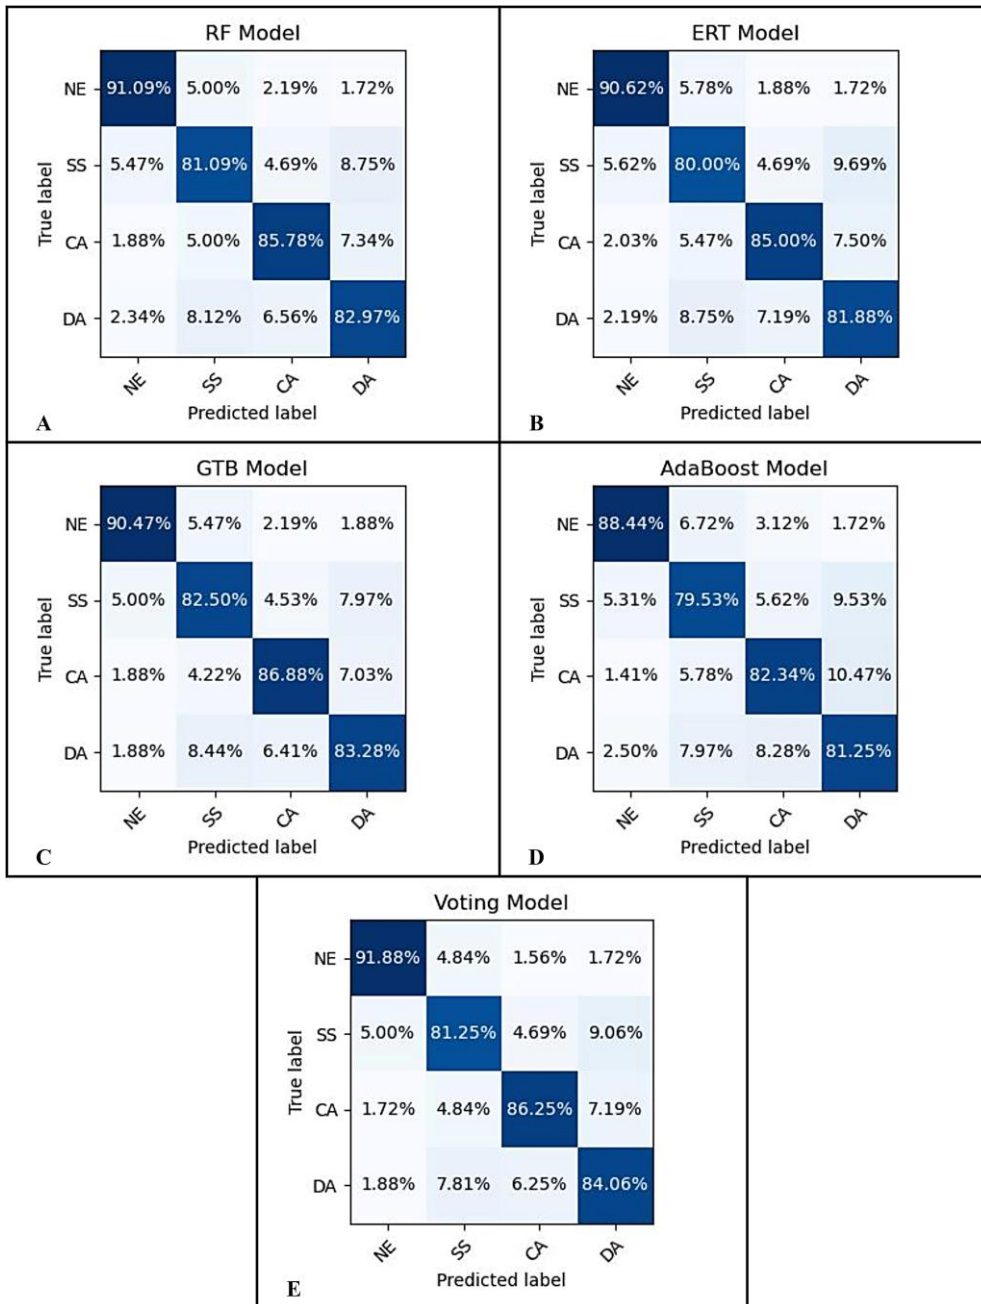 RF Model
NE 91.09% 5.00% 2.19% 1.72%
SS 5.47% 81.09% 4.69% 8.75%
CA 1.88% 5.00% 85.78% 7.34%
DA 2.34% 8.12% 6.56% 82.97%
True label
NE SS CA DA
Predicted label
A
ERT Model
NE 90.62% 5.78% 1.88% 1.72%
SS 5.62% 80.00% 4.69% 9.69%
CA 2.03% 5.47% 85.00% 7.50%
DA 2.19% 8.75% 7.19% 81.88%
True label
NE SS CA DA
Predicted label
B
GTB Model
NE 90.47% 5.47% 2.19% 1.88%
SS 5.00% 82.50% 4.53% 7.97%
CA 1.88% 4.22% 86.88% 7.03%
DA 1.88% 8.44% 6.41% 83.28%
True label
NE SS CA DA
Predicted label
C
AdaBoost Model
NE 88.44% 6.72% 3.12% 1.72%
SS 5.31% 79.53% 5.62% 9.53%
CA 1.41% 5.78% 82.34% 10.47%
DA 2.50% 7.97% 8.28% 81.25%
True label
NE SS CA DA
Predicted label
D
Voting Model
NE 91.88% 4.84% 1.56% 1.72%
SS 5.00% 81.25% 4.69% 9.06%
CA 1.72% 4.84% 86.25% 7.19%
DA 1.88% 7.81% 6.25% 84.06%
True label
NE SS CA DA
Predicted label
E